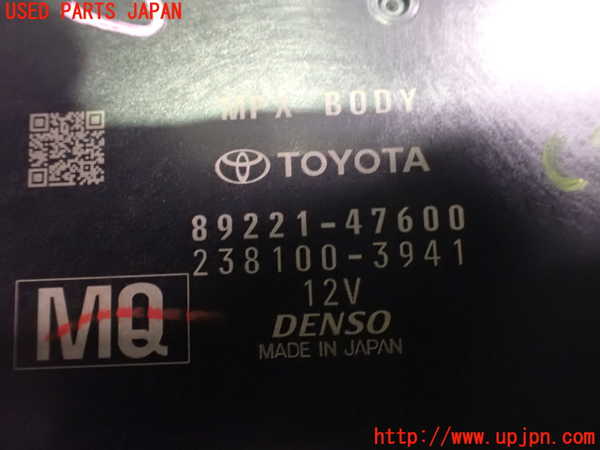 USED PARTS JAPAN
MPX BODY
TOYOTA
89221-47600
238100-3941
12V
MQ
DENSO
MADE IN JAPAN
http://www.upjpn.com